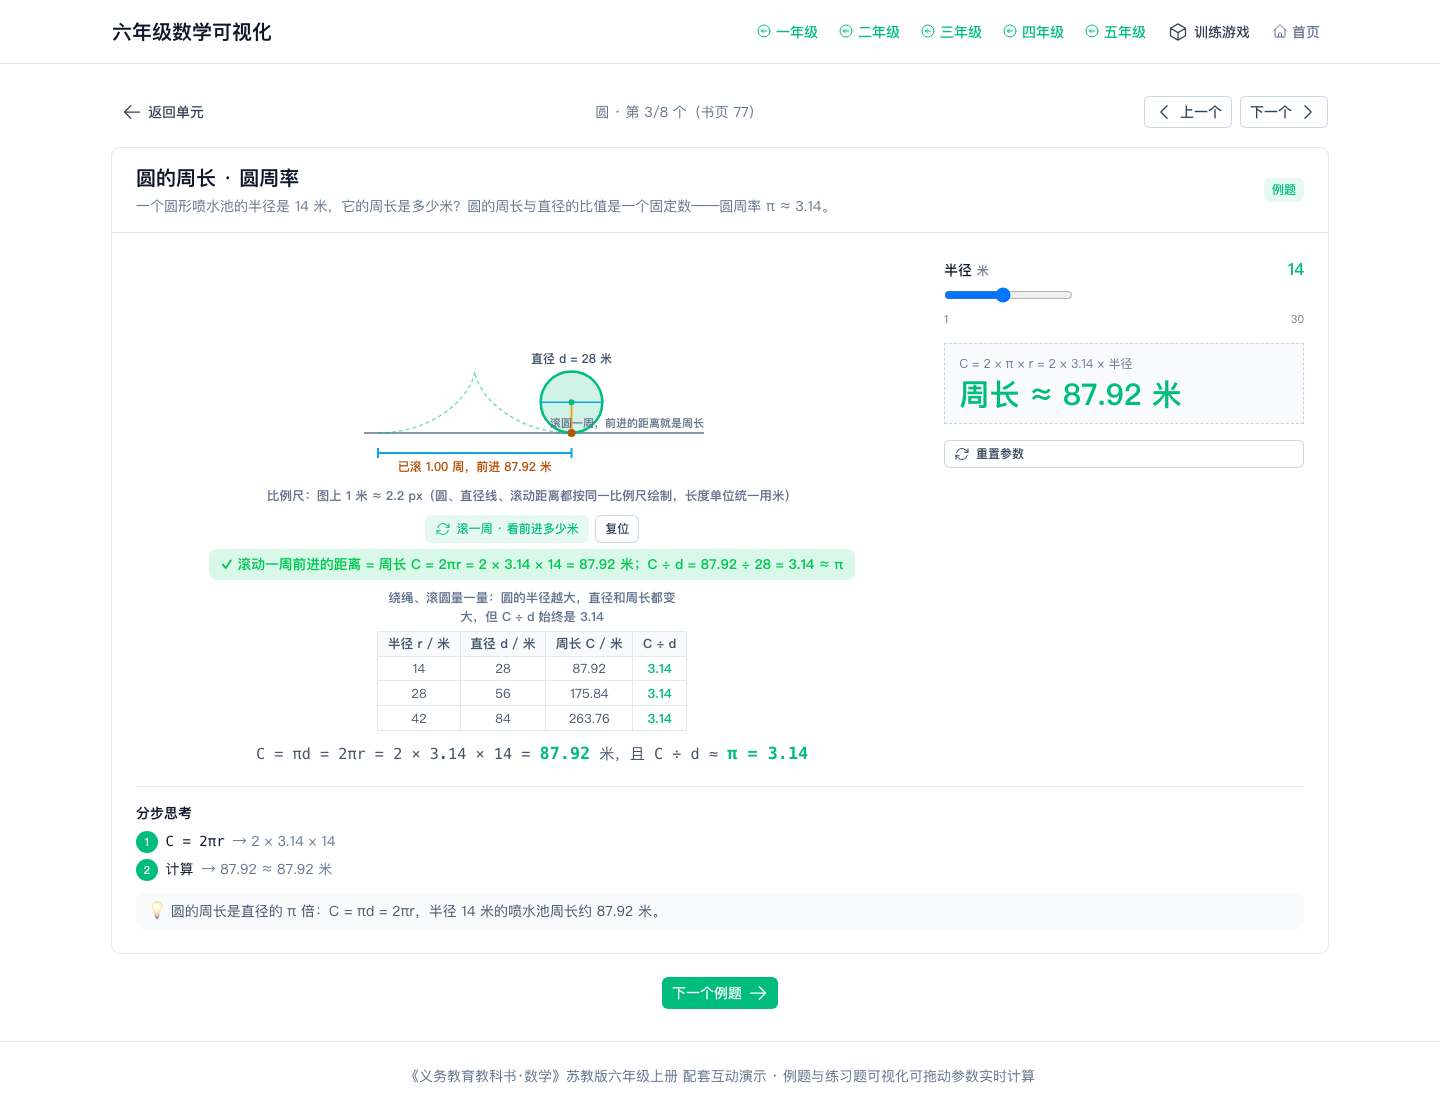 六年级数学可视化
一年级 二年级 三年级 四年级 五年级 训练游戏 首页
返回单元
圆 · 第 3/8 个（书页 77）
上一个 下一个
圆的周长 · 圆周率
一个圆形喷水池的半径是 14 米，它的周长是多少米？圆的周长与直径的比值是一个固定数——圆周率 π ≈ 3.14。
例题
直径 d = 28 米
滚圆一周，前进的距离就是周长
已滚 1.00 周，前进 87.92 米
比例尺：图上 1 米 ≈ 2.2 px（圆、直径线、滚动距离都按同一比例尺绘制，长度单位统一用米）
滚一周 · 看前进多少米 复位
✓ 滚动一周前进的距离 = 周长 C = 2πr = 2 × 3.14 × 14 = 87.92 米；C ÷ d = 87.92 ÷ 28 = 3.14 ≈ π
绕绳、滚圆量一量：圆的半径越大，直径和周长都变
大，但 C ÷ d 始终是 3.14
半径 r / 米 直径 d / 米 周长 C / 米 C ÷ d
14 28 87.92 3.14
28 56 175.84 3.14
42 84 263.76 3.14
C = πd = 2πr = 2 × 3.14 × 14 = 87.92 米，且 C ÷ d ≈ π = 3.14
半径 米 14
1 30
C = 2 × π × r = 2 × 3.14 × 半径
周长 ≈ 87.92 米
重置参数
分步思考
1 C = 2πr → 2 × 3.14 × 14
2 计算 → 87.92 ≈ 87.92 米
💡 圆的周长是直径的 π 倍：C = πd = 2πr，半径 14 米的喷水池周长约 87.92 米。
下一个例题 →
《义务教育教科书·数学》苏教版六年级上册 配套互动演示 · 例题与练习题可视化可拖动参数实时计算